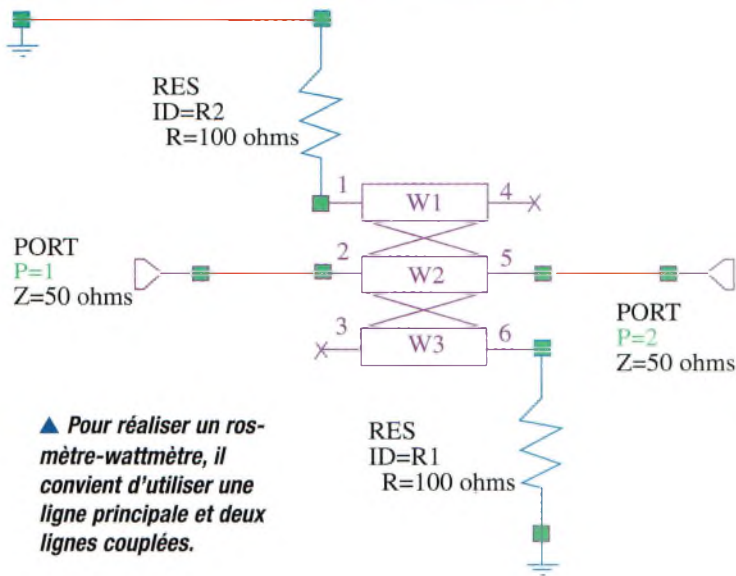 RES
ID=R2
R=100 ohms
1
W1
4
PORT
P=1
Z=50 ohms
2
W2
5
PORT
P=2
Z=50 ohms
3
W3
6
RES
ID=R1
R=100 ohms
▲ Pour réaliser un ros-
mètre-wattmètre, il
convient d'utiliser une
ligne principale et deux
lignes couplées.